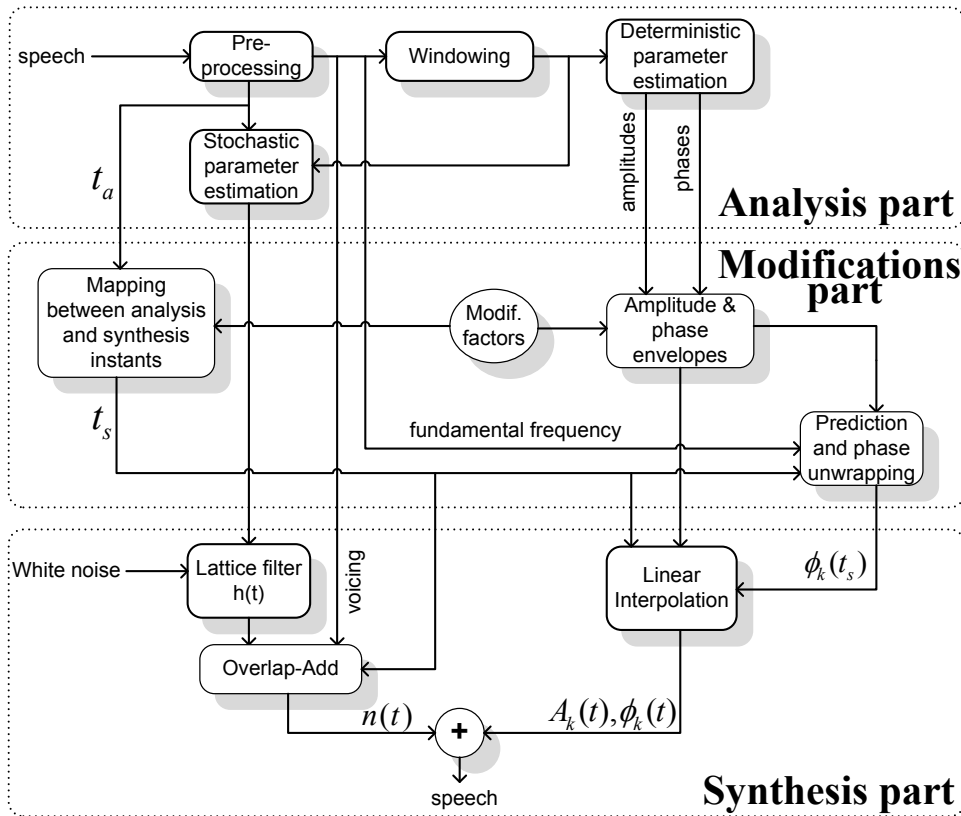 speech
Pre-
processing
Windowing
Deterministic
parameter
estimation
Stochastic
parameter
estimation
amplitudes
phases
t_a
Analysis part
Modifications
part
Mapping
between analysis
and synthesis
instants
Modif.
factors
Amplitude &
phase
envelopes
t_s
fundamental frequency
Prediction
and phase
unwrapping
White noise
Lattice filter
h(t)
voicing
Linear
Interpolation
ϕ_k(t_s)
Overlap-Add
n(t)
+
A_k(t),ϕ_k(t)
speech
Synthesis part